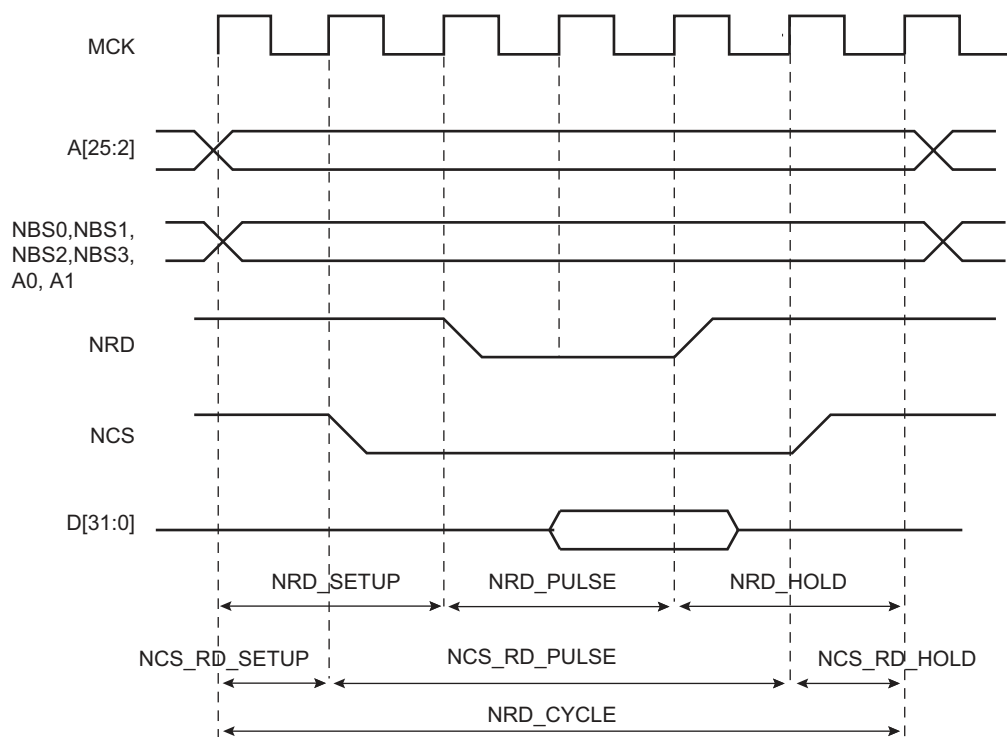 MCK
A[25:2]
NBS0,NBS1,
NBS2,NBS3,
A0, A1
NRD
NCS
D[31:0]
NRD_SETUP NRD_PULSE NRD_HOLD
NCS_RD_SETUP NCS_RD_PULSE NCS_RD_HOLD
NRD_CYCLE